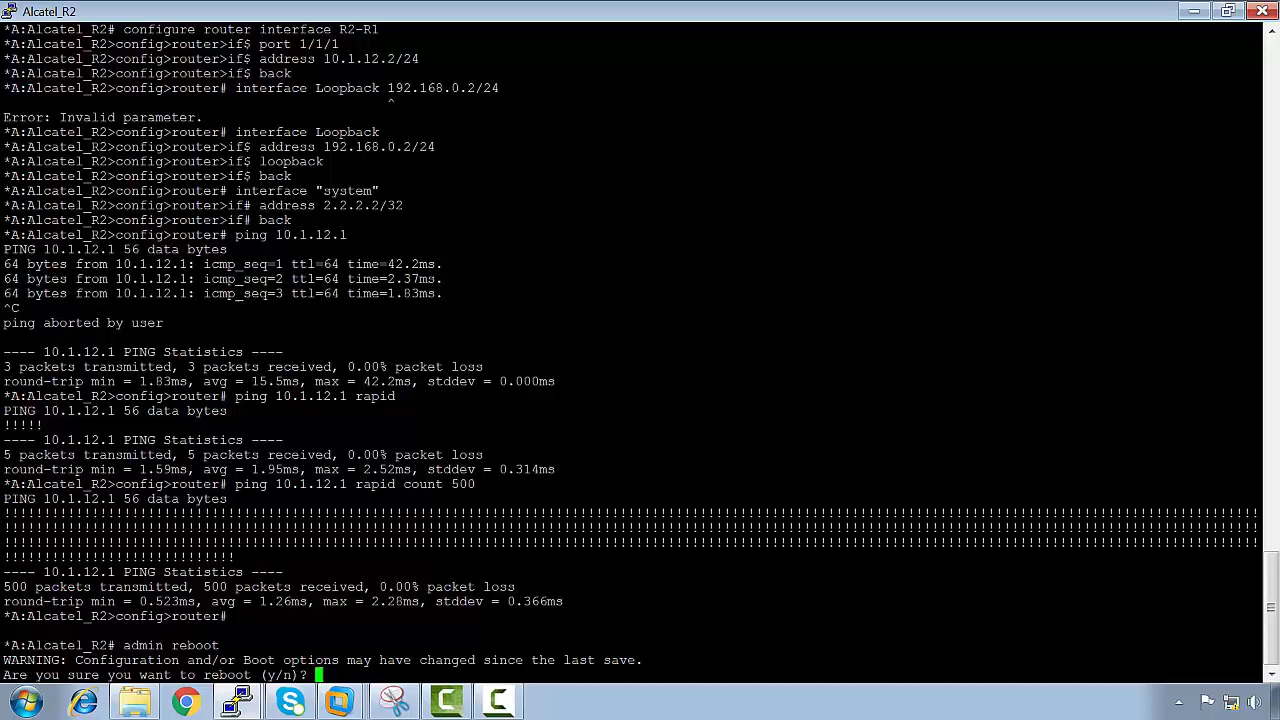 Alcatel_R2
*A:Alcatel_R2# configure router interface R2-R1
*A:Alcatel_R2>config>router>if$ port 1/1/1
*A:Alcatel_R2>config>router>if$ address 10.1.12.2/24
*A:Alcatel_R2>config>router>if$ back
*A:Alcatel_R2>config>router# interface Loopback 192.168.0.2/24
^
Error: Invalid parameter.
*A:Alcatel_R2>config>router# interface Loopback
*A:Alcatel_R2>config>router>if$ address 192.168.0.2/24
*A:Alcatel_R2>config>router>if$ loopback
*A:Alcatel_R2>config>router>if$ back
*A:Alcatel_R2>config>router# interface "system"
*A:Alcatel_R2>config>router>if# address 2.2.2.2/32
*A:Alcatel_R2>config>router>if# back
*A:Alcatel_R2>config>router# ping 10.1.12.1
PING 10.1.12.1 56 data bytes
64 bytes from 10.1.12.1: icmp_seq=1 ttl=64 time=42.2ms.
64 bytes from 10.1.12.1: icmp_seq=2 ttl=64 time=2.37ms.
64 bytes from 10.1.12.1: icmp_seq=3 ttl=64 time=1.83ms.
^C
ping aborted by user
---- 10.1.12.1 PING Statistics ----
3 packets transmitted, 3 packets received, 0.00% packet loss
round-trip min = 1.83ms, avg = 15.5ms, max = 42.2ms, stddev = 0.000ms
*A:Alcatel_R2>config>router# ping 10.1.12.1 rapid
PING 10.1.12.1 56 data bytes
!!!!!
---- 10.1.12.1 PING Statistics ----
5 packets transmitted, 5 packets received, 0.00% packet loss
round-trip min = 1.59ms, avg = 1.95ms, max = 2.52ms, stddev = 0.314ms
*A:Alcatel_R2>config>router# ping 10.1.12.1 rapid count 500
PING 10.1.12.1 56 data bytes
!!!!!!!!!!!!!!!!!!!!!!!!!!!!!!!!!!!!!!!!!!!!!!!!!!!!!!!!!!!!!!!!!!!!!!!!!!!!!!!!!!!!!!!!!!!!!!!!!!!!!!!!!!!!!!!!!!!!!!!!!!!!!!!!!!!!!!!!!!!!!!!!!!!!!!!!!!!!!
!!!!!!!!!!!!!!!!!!!!!!!!!!!!!!!!!!!!!!!!!!!!!!!!!!!!!!!!!!!!!!!!!!!!!!!!!!!!!!!!!!!!!!!!!!!!!!!!!!!!!!!!!!!!!!!!!!!!!!!!!!!!!!!!!!!!!!!!!!!!!!!!!!!!!!!!!!!!!
!!!!!!!!!!!!!!!!!!!!!!!!!!!!!!!!!!!!!!!!!!!!!!!!!!!!!!!!!!!!!!!!!!!!!!!!!!!!!!!!!!!!!!!!!!!!!!!!!!!!!!!!!!!!!!!!!!!!!!!!!!!!!!!!!!!!!!!!!!!!!!!!!!!!!!!!!!!!!
!!!!!!!!!!!!!!!!!!!!!!!!!!!!!
---- 10.1.12.1 PING Statistics ----
500 packets transmitted, 500 packets received, 0.00% packet loss
round-trip min = 0.523ms, avg = 1.26ms, max = 2.28ms, stddev = 0.366ms
*A:Alcatel_R2>config>router#
*A:Alcatel_R2# admin reboot
WARNING: Configuration and/or Boot options may have changed since the last save.
Are you sure you want to reboot (y/n)?